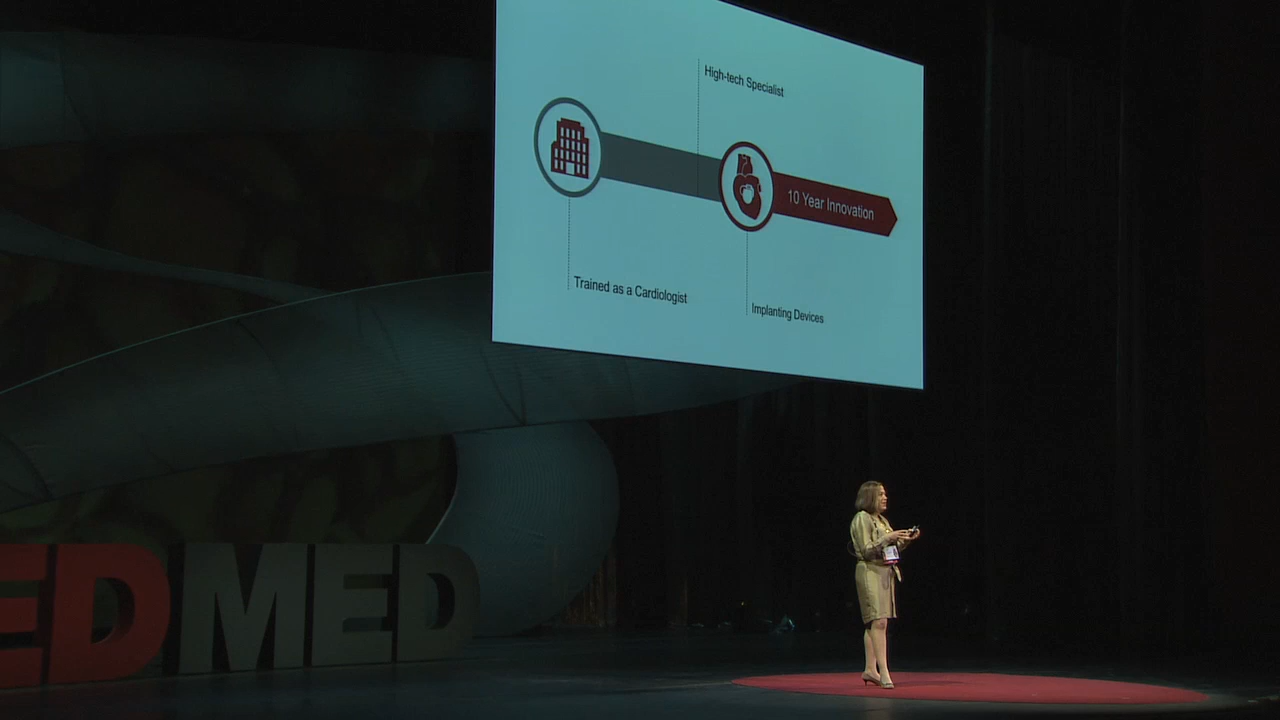 High-tech Specialist
10 Year Innovation
Trained as a Cardiologist
Implanting Devices
EDMED